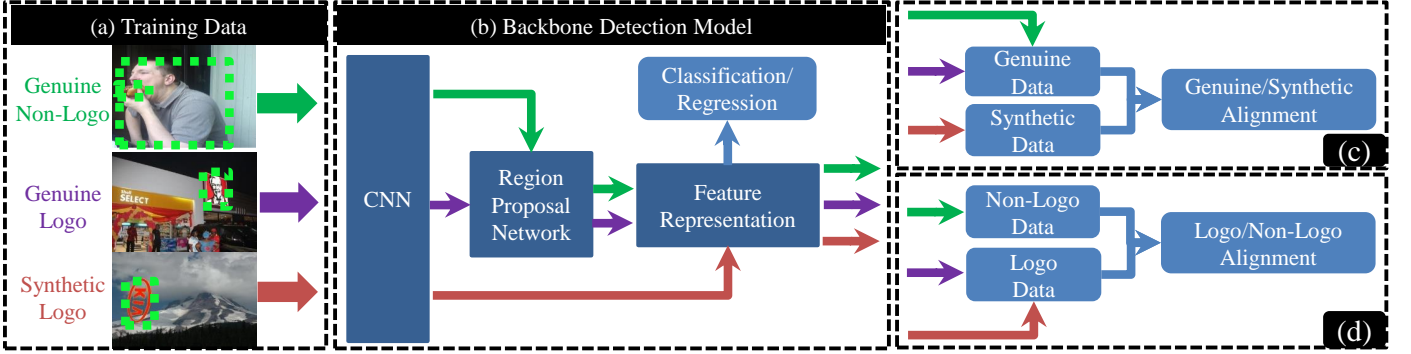 (a) Training Data
Genuine
Non-Logo
Genuine
Logo
SELECT
Synthetic
Logo
KIA
(b) Backbone Detection Model
CNN
Region
Proposal
Network
Classification/
Regression
Feature
Representation
Genuine
Data
Synthetic
Data
Genuine/Synthetic
Alignment
(c)
Non-Logo
Data
Logo
Data
Logo/Non-Logo
Alignment
(d)